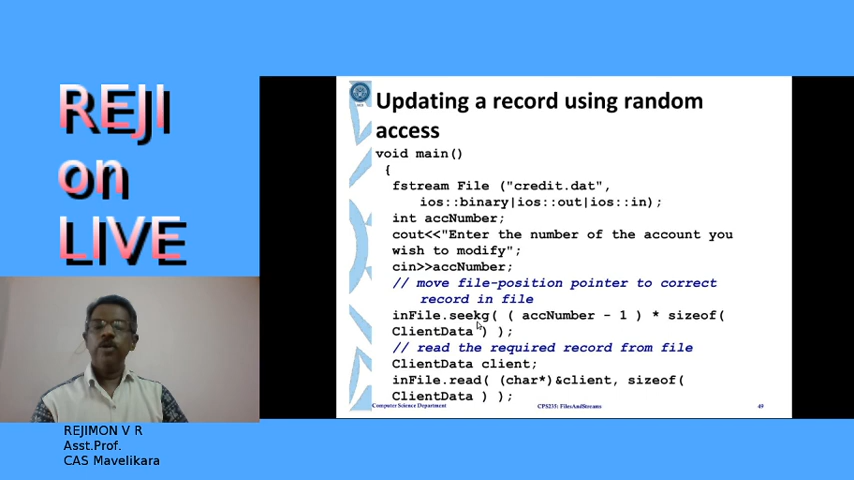 REJI
on
LIVE
REJIMON V R
Asst.Prof.
CAS Mavelikara
Updating a record using random
access
void main()
{
fstream File ("credit.dat",
ios::binary|ios::out|ios::in);
int accNumber;
cout<<"Enter the number of the account you
wish to modify";
cin>>accNumber;
// move file-position pointer to correct
record in file
inFile.seekg( ( accNumber - 1 ) * sizeof(
ClientData ) );
// read the required record from file
ClientData client;
inFile.read( (char*)&client, sizeof(
ClientData ) );
Computer Science Department
CPS235: FilesAndStreams
49